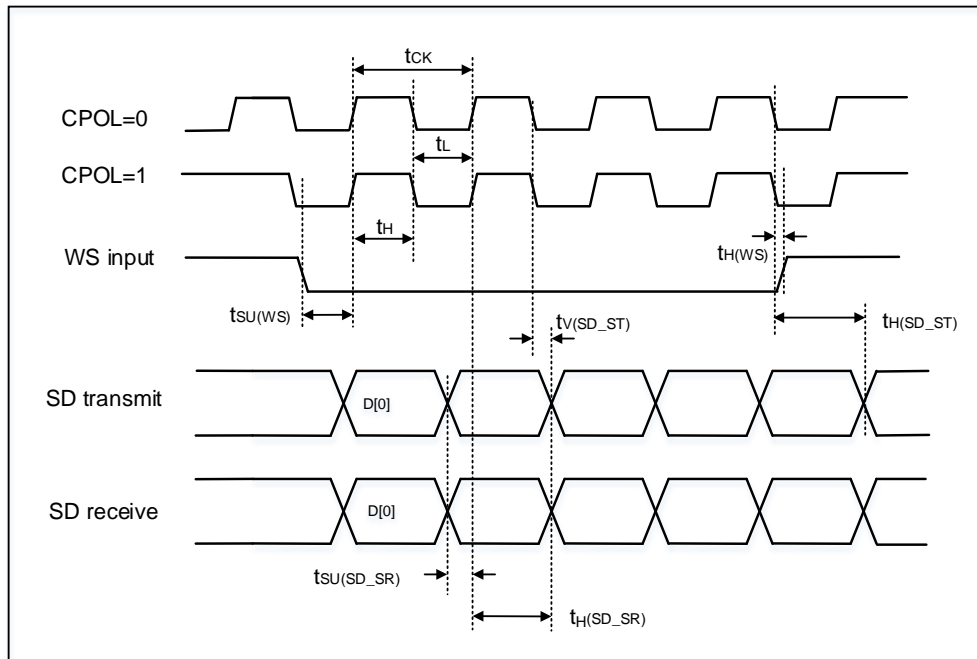 tCK
CPOL=0
tL
CPOL=1
tH
WS input
tH(WS)
tSU(WS)
tV(SD_ST)
tH(SD_ST)
SD transmit
D[0]
SD receive
D[0]
tSU(SD_SR)
tH(SD_SR)